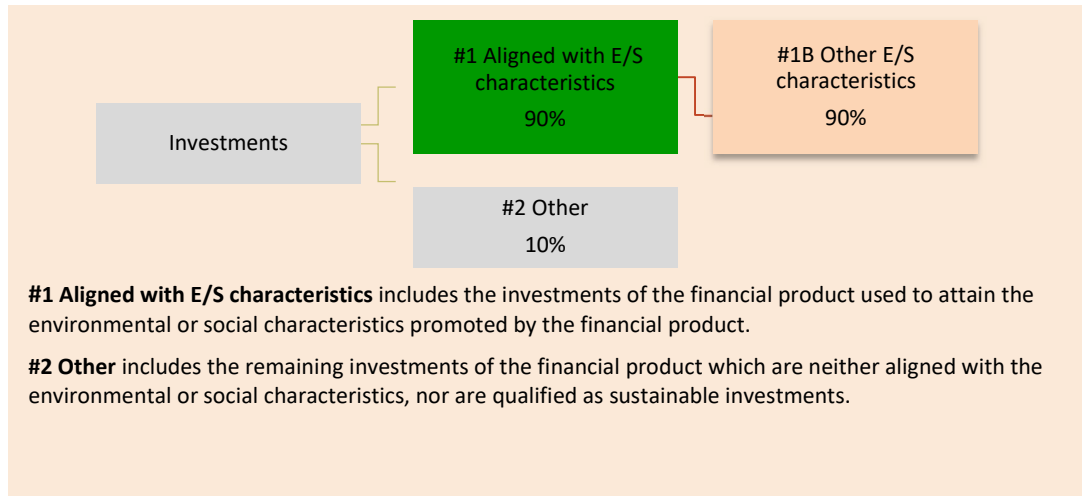 #1 Aligned with E/S
characteristics
90%
#1B Other E/S
characteristics
90%
Investments
#2 Other
10%
#1 Aligned with E/S characteristics includes the investments of the financial product used to attain the
environmental or social characteristics promoted by the financial product.
#2 Other includes the remaining investments of the financial product which are neither aligned with the
environmental or social characteristics, nor are qualified as sustainable investments.